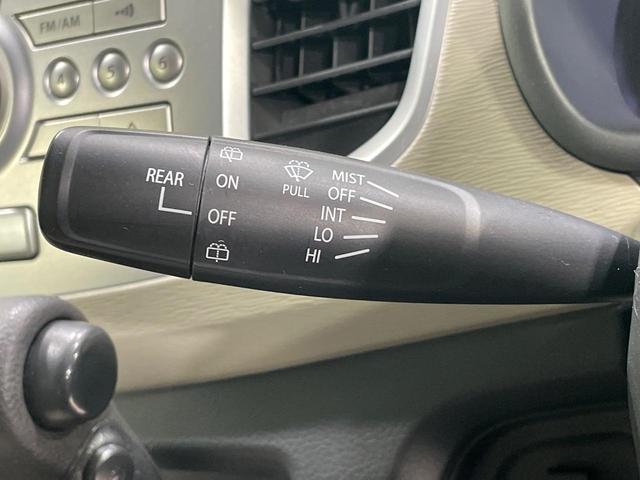 FM/AM
4 5 6
REAR
ON
OFF
PULL
MIST
OFF
INT
LO
HI